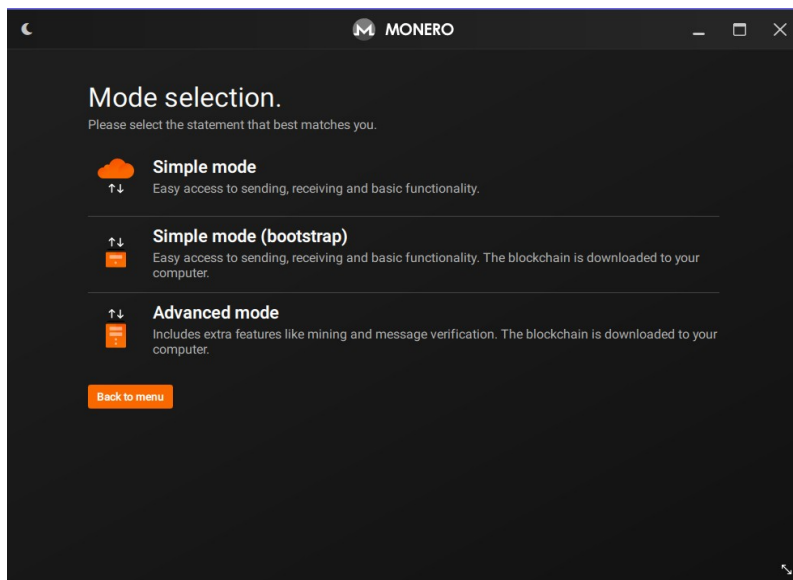 MONERO
Mode selection.
Please select the statement that best matches you.
Simple mode
Easy access to sending, receiving and basic functionality.
Simple mode (bootstrap)
Easy access to sending, receiving and basic functionality. The blockchain is downloaded to your
computer.
Advanced mode
Includes extra features like mining and message verification. The blockchain is downloaded to your
computer.
Back to menu